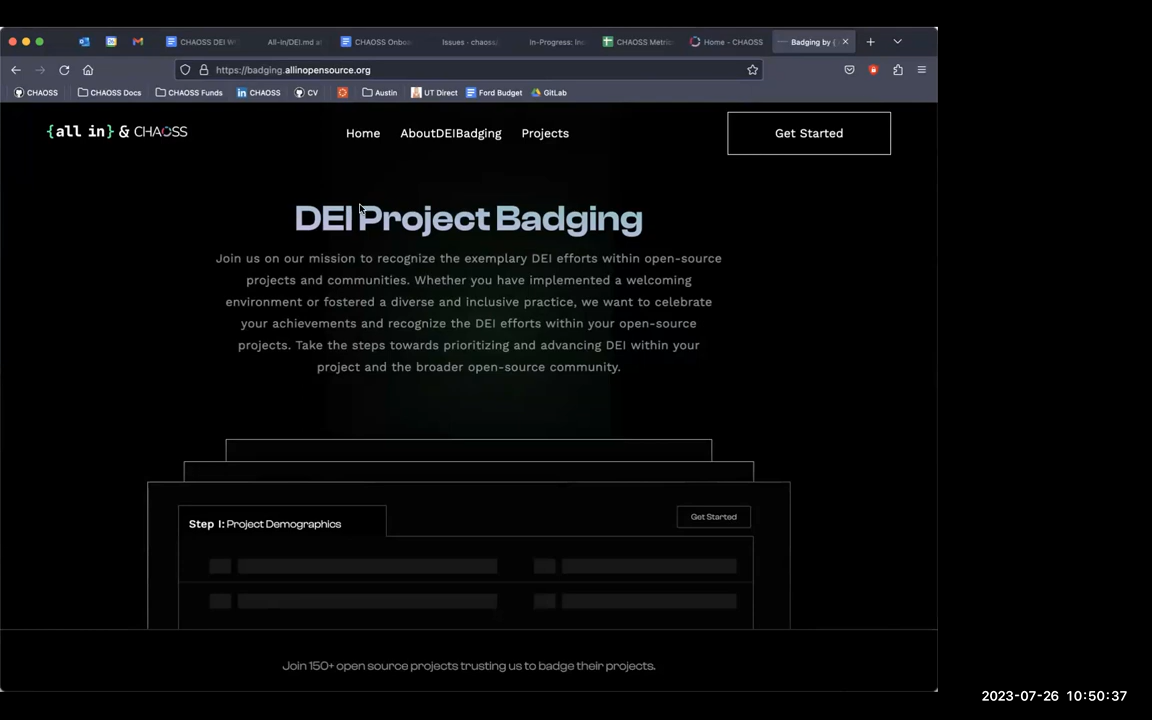 CHAOSS DEI W
All-In/DEI.md a
CHAOSS Onbo
Issues · chaoss
In-Progress: In
CHAOSS Metri
Home - CHAOSS
Badging by {
https://badging.allinopensource.org
CHAOSS
CHAOSS Docs
CHAOSS Funds
CHAOSS
CV
Austin
UT Direct
Ford Budget
GitLab
{all in} & CHAOSS
Home
AboutDEIBadging
Projects
Get Started
DEI Project Badging
Join us on our mission to recognize the exemplary DEI efforts within open-source
projects and communities. Whether you have implemented a welcoming
environment or fostered a diverse and inclusive practice, we want to celebrate
your achievements and recognize the DEI efforts within your open-source
projects. Take the steps towards prioritizing and advancing DEI within your
project and the broader open-source community.
Step 1: Project Demographics
Get Started
Join 150+ open source projects trusting us to badge their projects.
2023-07-26 10:50:37